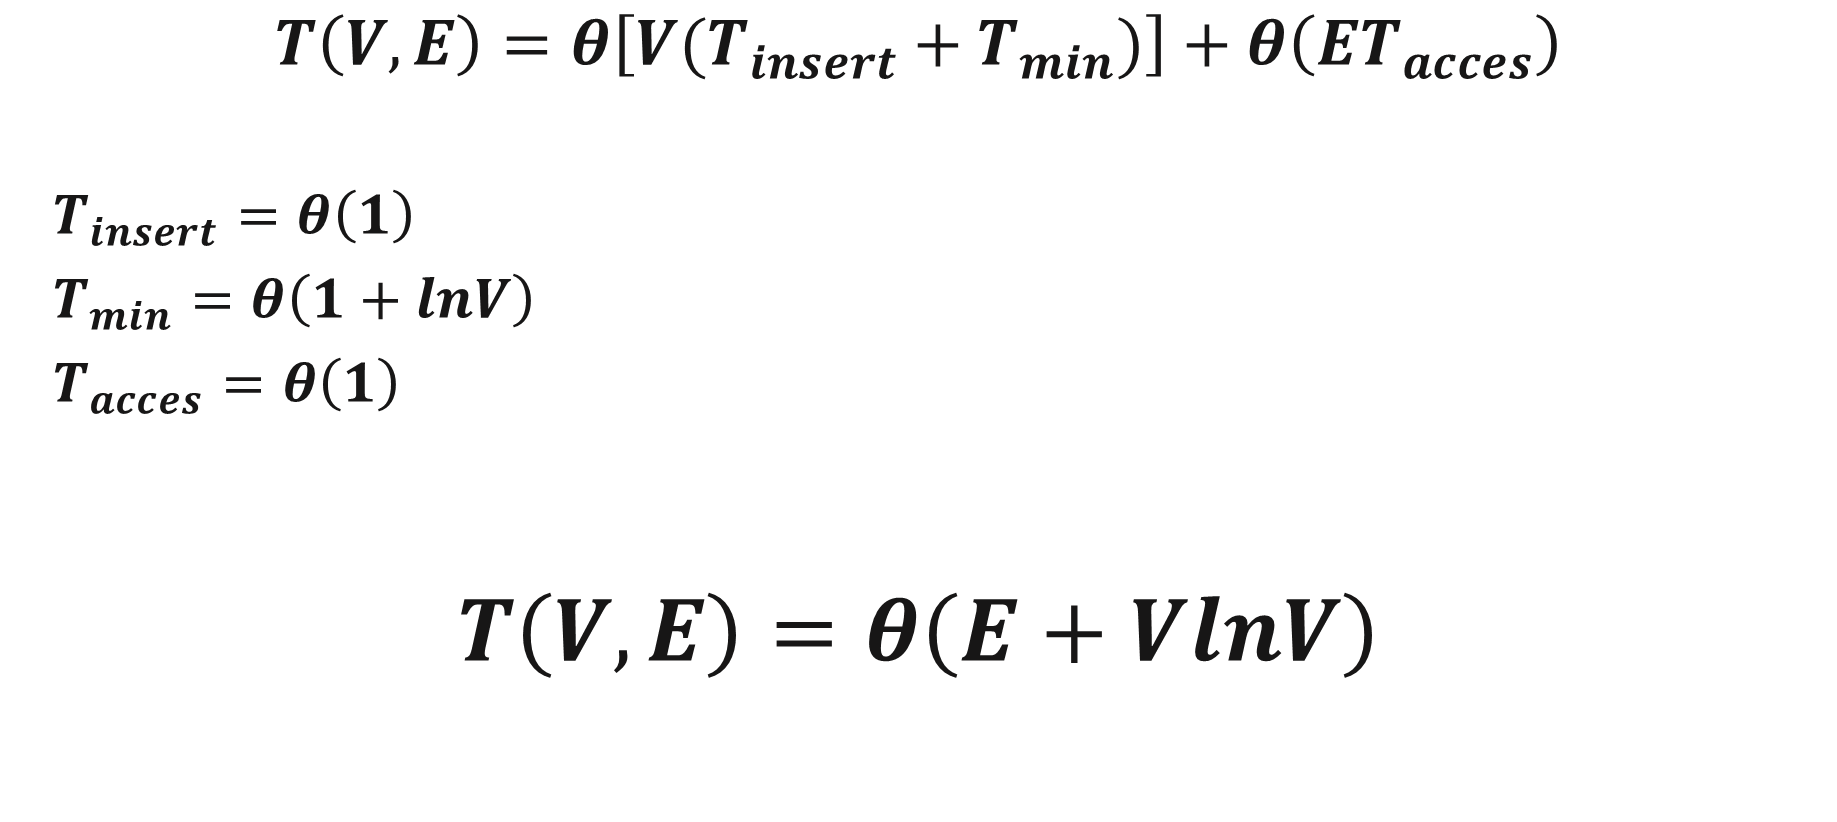 T(V, E) = θ[V(T_insert + T_min)] + θ(ET_acces)
T_insert = θ(1)
T_min = θ(1 + lnV)
T_acces = θ(1)
T(V, E) = θ(E + VlnV)